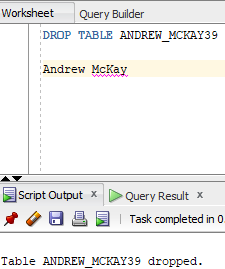 Worksheet Query Builder
DROP TABLE ANDREW_MCKAY39
Andrew McKay
Script Output x Query Result x
Task completed in 0.
Table ANDREW_MCKAY39 dropped.